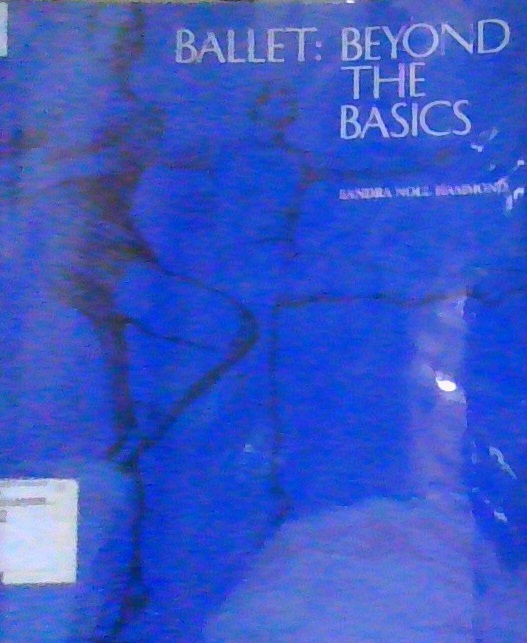 BALLET: BEYOND
THE
BASICS
SANDRA NOLL HAMMOND